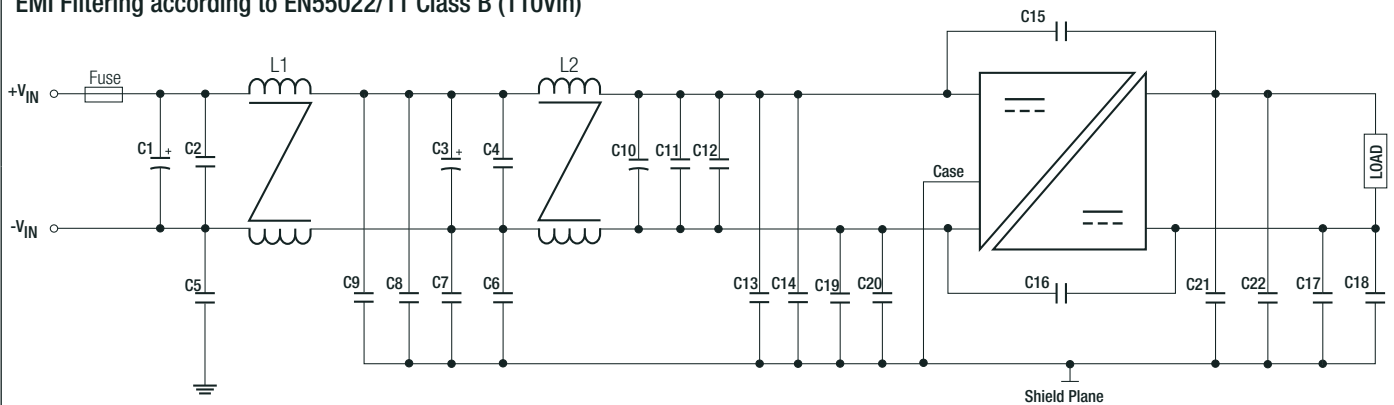 EMI Filtering according to EN55022/11 Class B (110Vin)
C15
L1
L2
Fuse
+VIN
C1 +
C2
C3 +
C4
C10
C11
C12
Case
LOAD
-VIN
C5
C9
C8
C7
C6
C13
C14
C19
C20
C16
C21
C22
C17
C18
Shield Plane